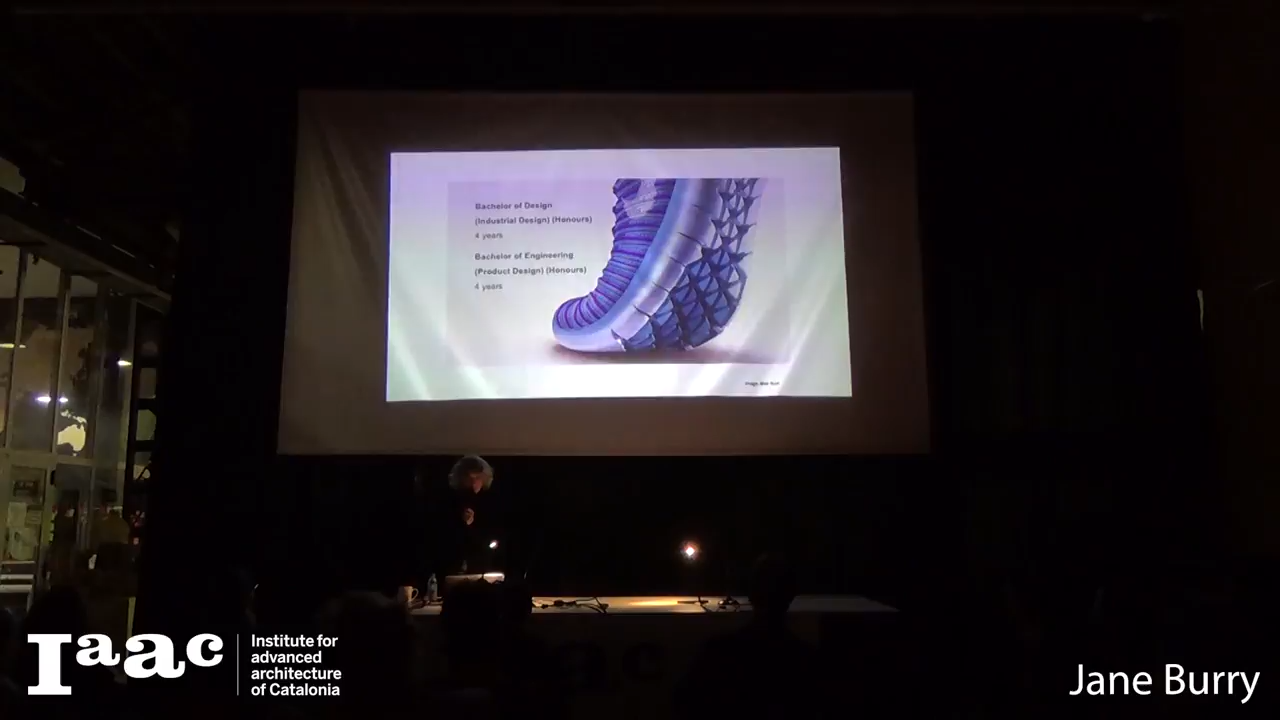 Bachelor of Design
(Industrial Design) (Honours)
4 years
Bachelor of Engineering
(Product Design) (Honours)
4 years
Iaac
Institute for
advanced
architecture
of Catalonia
Jane Burry